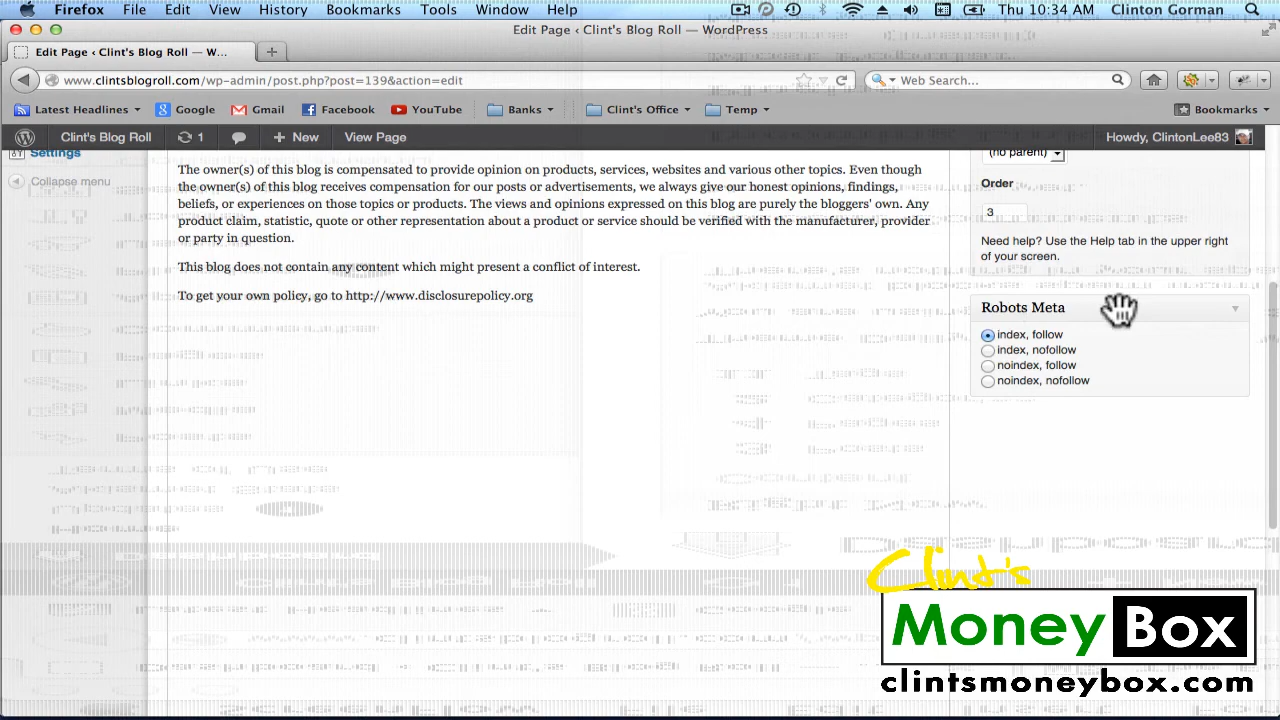 Firefox File Edit View History Bookmarks Tools Window Help Thu 10:34 AM Clinton Gorman
Edit Page ‹ Clint's Blog Roll — WordPress
Edit Page ‹ Clint's Blog Roll — W...
www.clintsblogroll.com/wp-admin/post.php?post=139&action=edit Web Search...
Latest Headlines Google Gmail Facebook YouTube Banks Clint's Office Temp Bookmarks
Clint's Blog Roll 1 + New View Page Howdy, ClintonLee83
Settings
Collapse menu
The owner(s) of this blog is compensated to provide opinion on products, services, websites and various other topics. Even though
the owner(s) of this blog receives compensation for our posts or advertisements, we always give our honest opinions, findings,
beliefs, or experiences on those topics or products. The views and opinions expressed on this blog are purely the bloggers' own. Any
product claim, statistic, quote or other representation about a product or service should be verified with the manufacturer, provider
or party in question.
This blog does not contain any content which might present a conflict of interest.
To get your own policy, go to http://www.disclosurepolicy.org
(no parent)
Order
3
Need help? Use the Help tab in the upper right
of your screen.
Robots Meta
index, follow
index, nofollow
noindex, follow
noindex, nofollow
Clint's
Money Box
clintsmoneybox.com